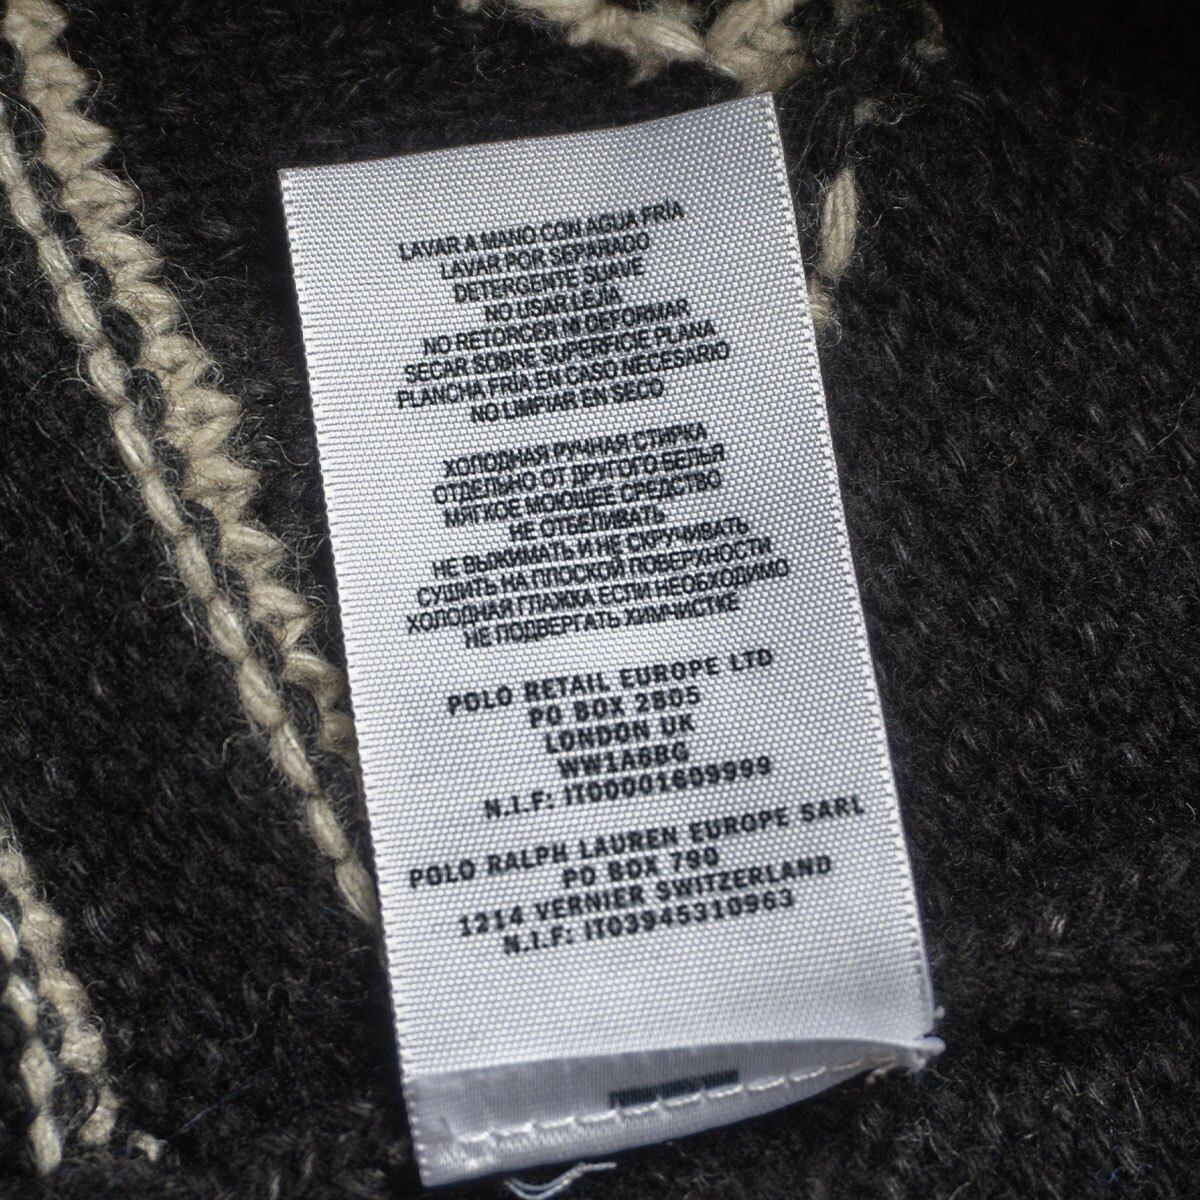 LAVAR A MANO CON AGUA FRÍA
LAVAR POR SEPARADO
DETERGENTE SUAVE
NO USAR LEJÍA
NO RETORCER NI DEFORMAR
SECAR SOBRE SUPERFICIE PLANA
PLANCHA FRÍA EN CASO NECESARIO
NO LIMPIAR EN SECO
ХОЛОДНАЯ РУЧНАЯ СТИРКА
ОТДЕЛЬНО ОТ ДРУГОГО БЕЛЬЯ
МЯГКОЕ МОЮЩЕЕ СРЕДСТВО
НЕ ОТБЕЛИВАТЬ
НЕ ВЫЖИМАТЬ И НЕ СКРУЧИВАТЬ
СУШИТЬ НА ПЛОСКОЙ ПОВЕРХНОСТИ
ХОЛОДНАЯ ГЛАЖКА ЕСЛИ НЕОБХОДИМО
НЕ ПОДВЕРГАТЬ ХИМЧИСТКЕ
POLO RETAIL EUROPE LTD
PO BOX 2805
LONDON UK
WW1A6BG
N.I.F: IT00001609999
POLO RALPH LAUREN EUROPE SARL
PO BOX 790
1214 VERNIER SWITZERLAND
N.I.F: IT03945310963